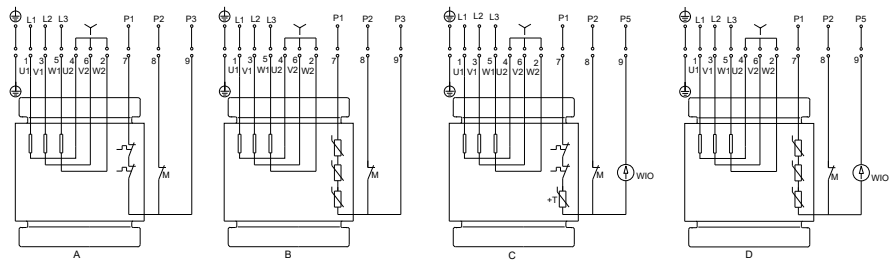 L1 L2 L3 P1 P2 P3
1 3 5 4 6 2 7 8 9
U1 V1 W1 U2 V2 W2
M
A
L1 L2 L3 P1 P2 P3
1 3 5 4 6 2 7 8 9
U1 V1 W1 U2 V2 W2
M
B
L1 L2 L3 P1 P2 P5
1 3 5 4 6 2 7 8 9
U1 V1 W1 U2 V2 W2
M WIO
+T
C
L1 L2 L3 P1 P2 P5
1 3 5 4 6 2 7 8 9
U1 V1 W1 U2 V2 W2
M WIO
D